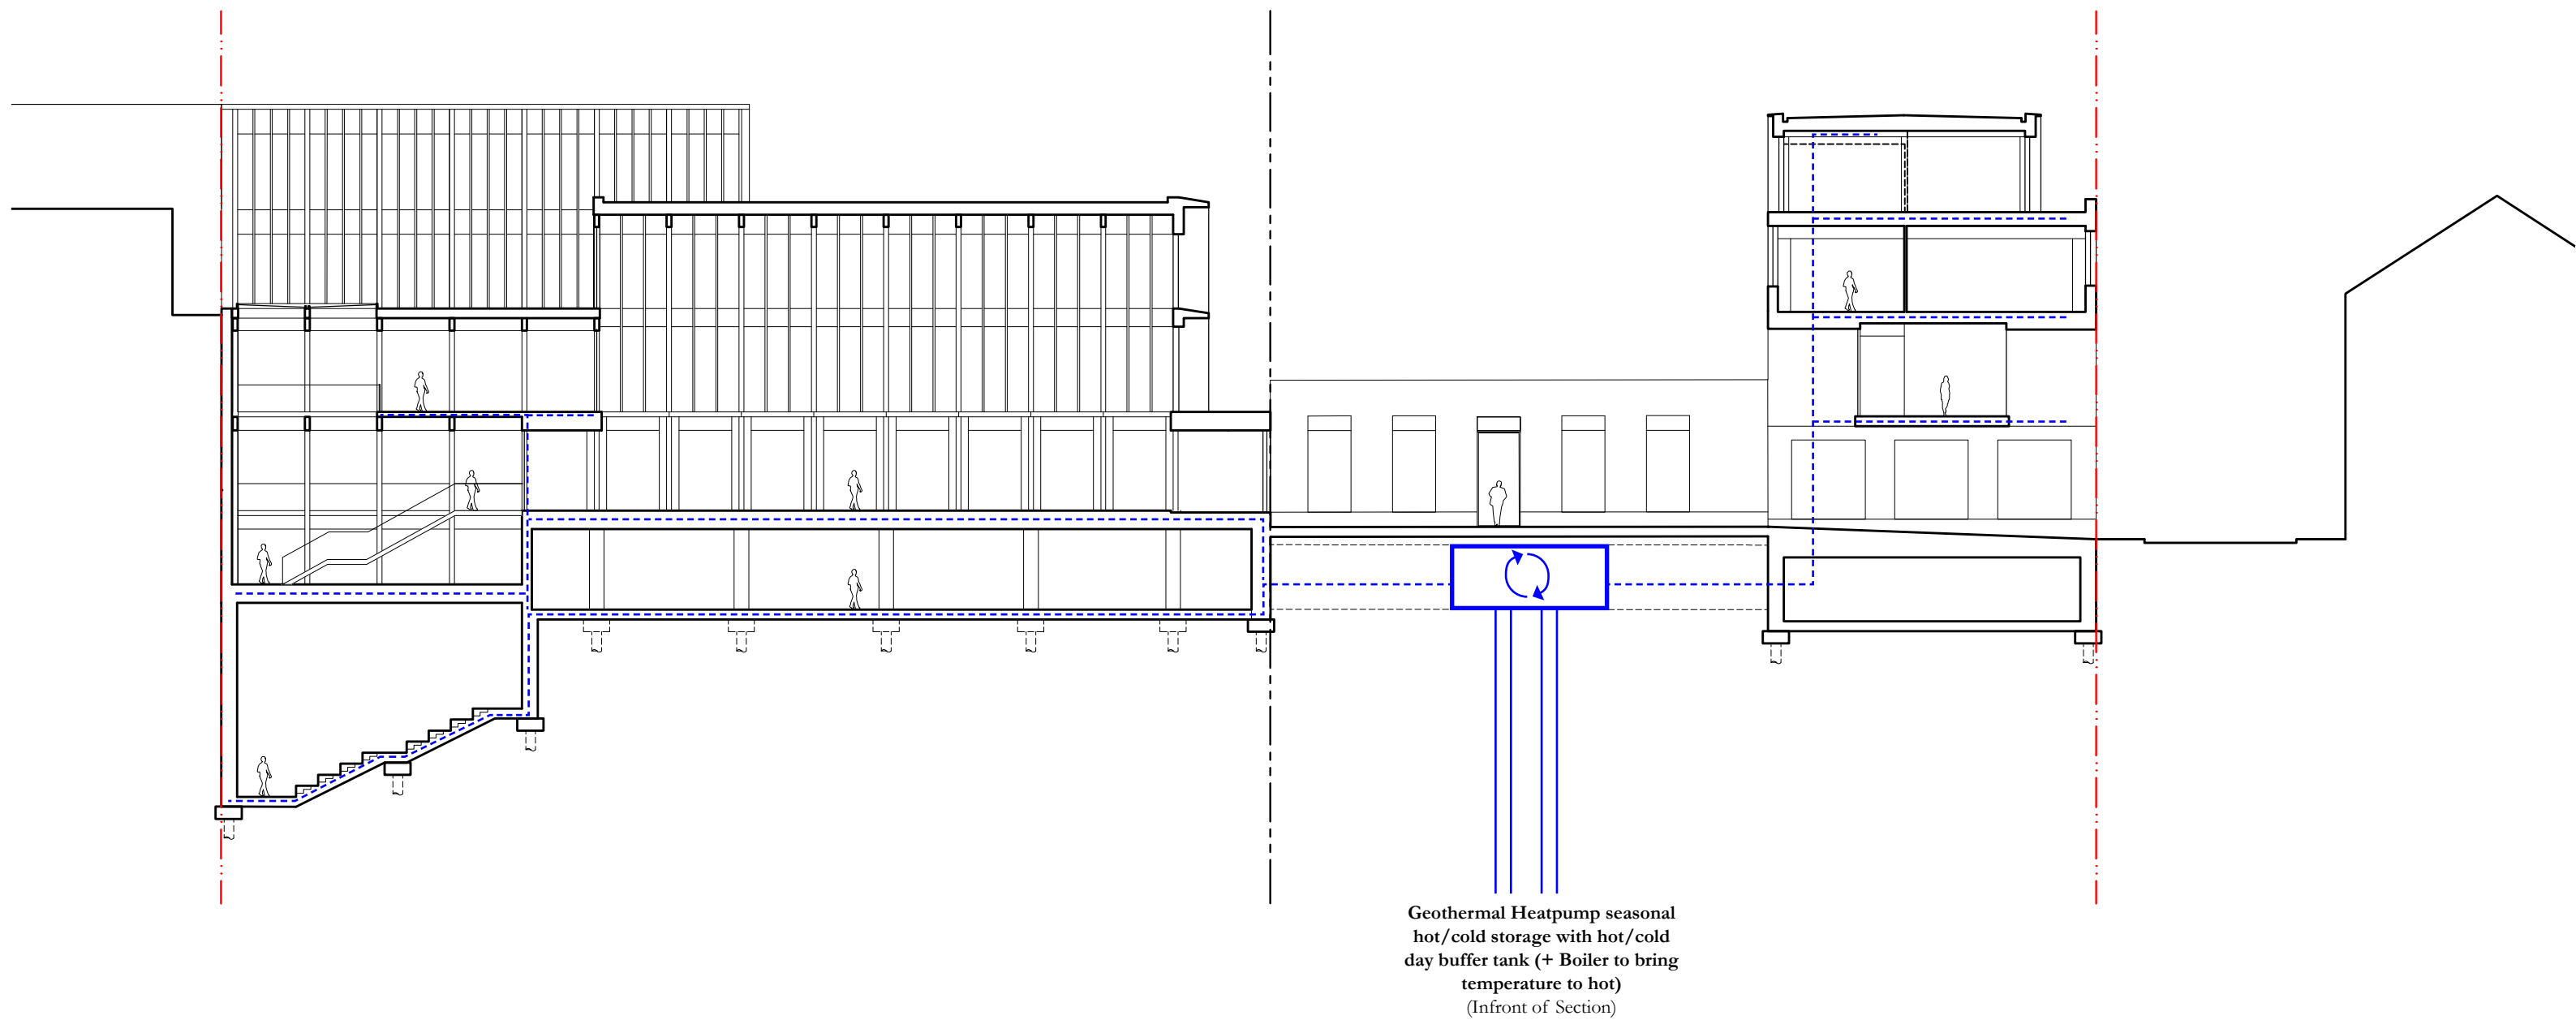 Geothermal Heatpump seasonal
hot/cold storage with hot/cold
day buffer tank (+ Boiler to bring
temperature to hot)
(Infront of Section)